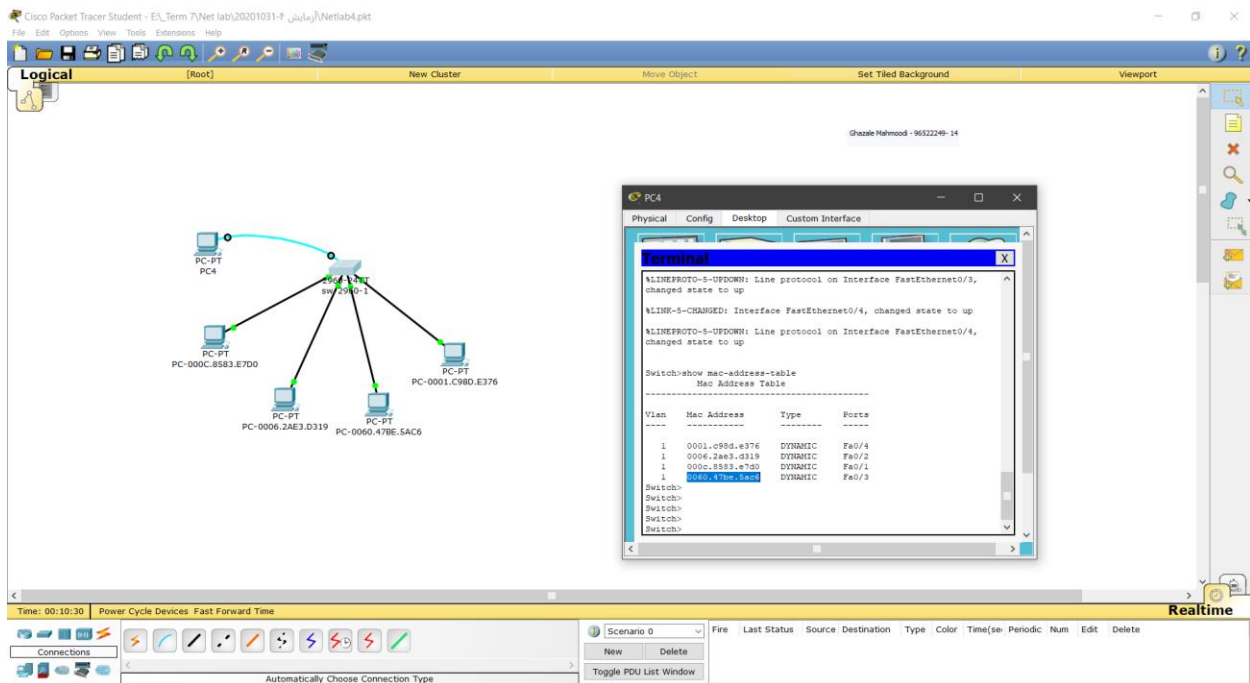 Cisco Packet Tracer Student - E:\_Term 7\Net lab\20201031-۴ آزمایش\Netlab4.pkt
File Edit Options View Tools Extensions Help
Logical [Root] New Cluster Move Object Set Tiled Background Viewport
Ghazale Mahmoodi - 96522249- 14
PC-PT
PC4
2960-24TT
sw-2960-1
PC-PT
PC-000C.8583.E7D0
PC-PT
PC-0001.C98D.E376
PC-PT
PC-0006.2AE3.D319
PC-PT
PC-0060.47BE.5AC6
PC4
Physical Config Desktop Custom Interface
Terminal X
%LINEPROTO-5-UPDOWN: Line protocol on Interface FastEthernet0/3,
changed state to up
%LINK-5-CHANGED: Interface FastEthernet0/4, changed state to up
%LINEPROTO-5-UPDOWN: Line protocol on Interface FastEthernet0/4,
changed state to up
Switch>show mac-address-table
Mac Address Table
-------------------------------------------
Vlan Mac Address Type Ports
---- ----------- -------- -----
1 0001.c98d.e376 DYNAMIC Fa0/4
1 0006.2ae3.d319 DYNAMIC Fa0/2
1 000c.8583.e7d0 DYNAMIC Fa0/1
1 0060.47be.5ac6 DYNAMIC Fa0/3
Switch>
Switch>
Switch>
Switch>
Switch>
Time: 00:10:30 Power Cycle Devices Fast Forward Time Realtime
Connections
Automatically Choose Connection Type
Scenario 0
New Delete
Toggle PDU List Window
Fire Last Status Source Destination Type Color Time(se Periodic Num Edit Delete